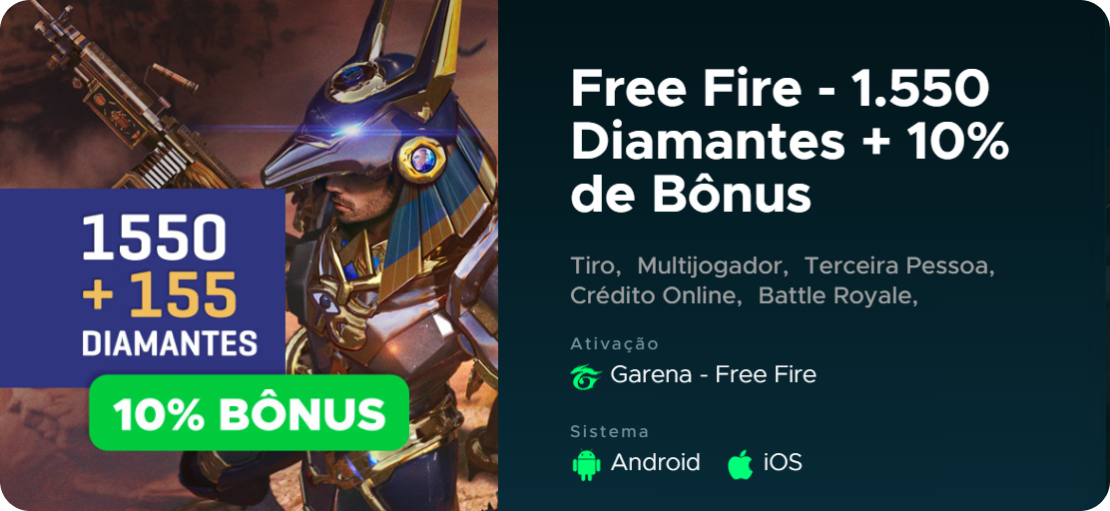 1550
+ 155
DIAMANTES
10% BÔNUS
Free Fire - 1.550
Diamantes + 10%
de Bônus
Tiro, Multijogador, Terceira Pessoa,
Crédito Online, Battle Royale,
Ativação
Garena - Free Fire
Sistema
Android iOS